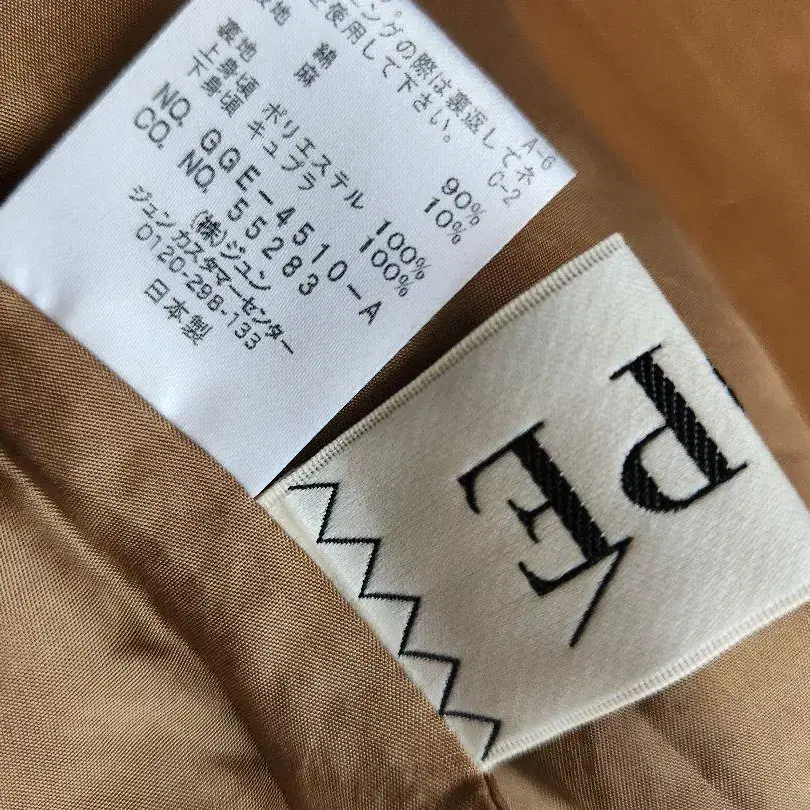 ングの際は裏返してネ
使用して下さい。
A-6
C-2
綿 90%
麻 10%
裏地
上身頃 ポリエステル 100%
下身頃 キュプラ 100%
NO. GGE-4510-A
CO. NO. 55283
(株)ジュン
ジュンカスタマーセンター
0120-298-133
日本製
PE